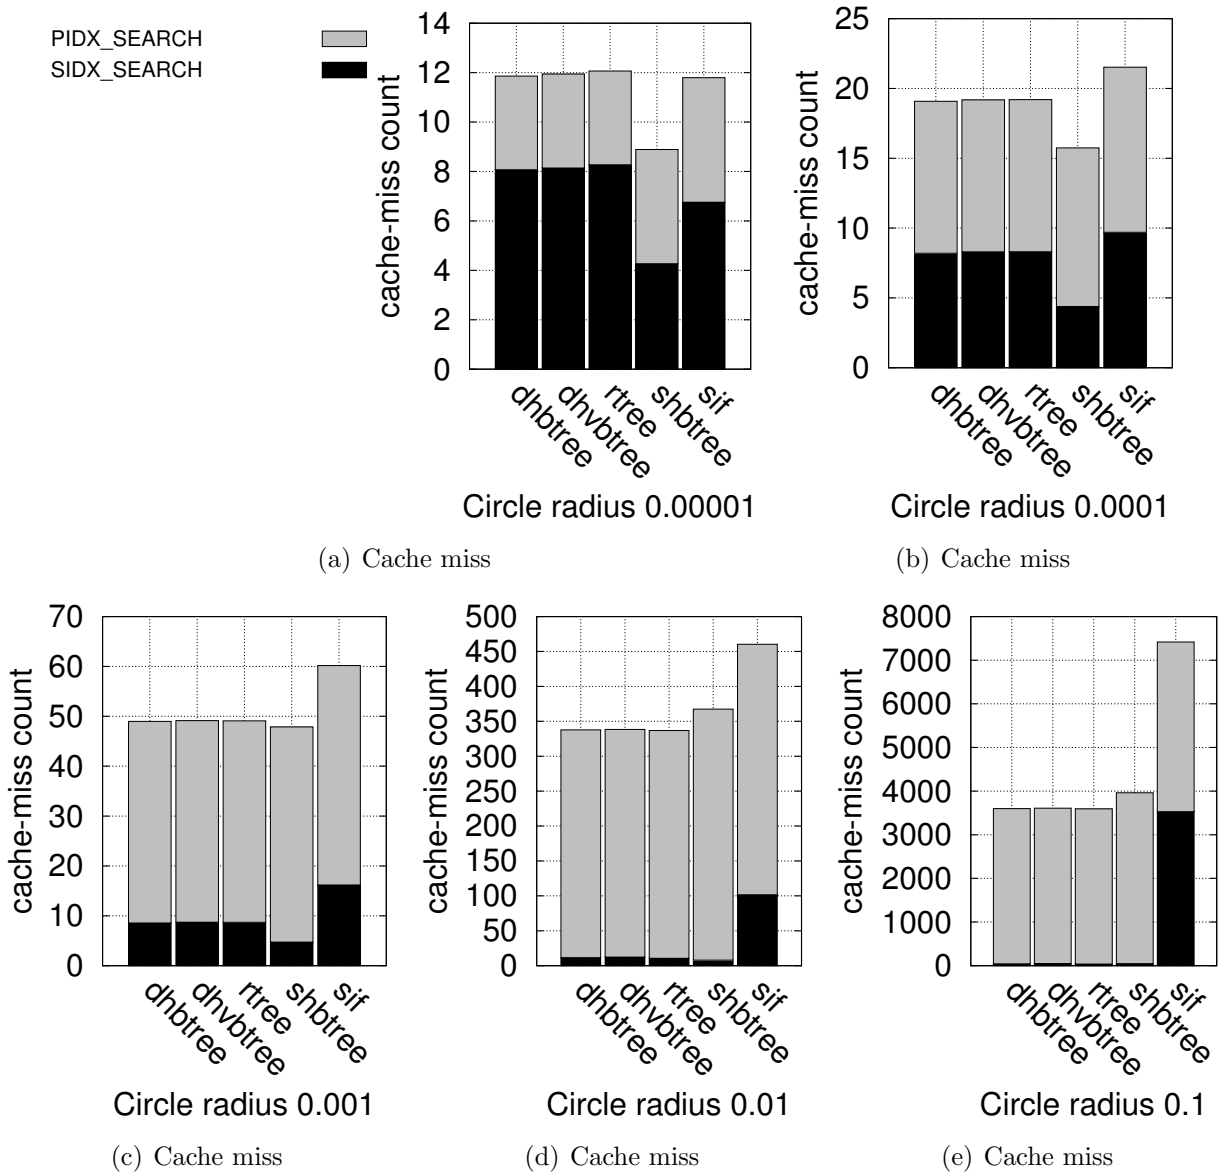 PIDX_SEARCH
SIDX_SEARCH
cache-miss count
14
12
10
8
6
4
2
0
dhbtree
dhvbtree
rtree
shbtree
sif
Circle radius 0.00001
(a) Cache miss
cache-miss count
25
20
15
10
5
0
dhbtree
dhvbtree
rtree
shbtree
sif
Circle radius 0.0001
(b) Cache miss
cache-miss count
70
60
50
40
30
20
10
0
dhbtree
dhvbtree
rtree
shbtree
sif
Circle radius 0.001
(c) Cache miss
cache-miss count
500
450
400
350
300
250
200
150
100
50
0
dhbtree
dhvbtree
rtree
shbtree
sif
Circle radius 0.01
(d) Cache miss
cache-miss count
8000
7000
6000
5000
4000
3000
2000
1000
0
dhbtree
dhvbtree
rtree
shbtree
sif
Circle radius 0.1
(e) Cache miss